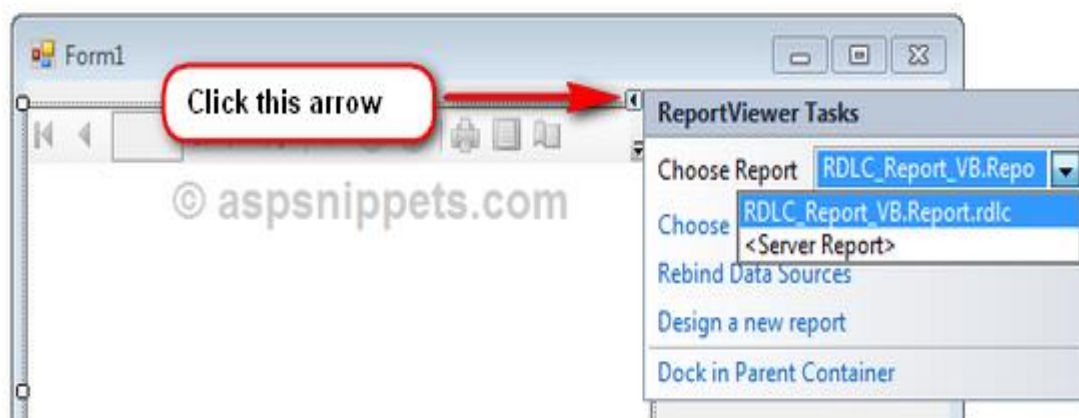 Form1
Click this arrow
ReportViewer Tasks
Choose Report RDLC_Report_VB.Repo
RDLC_Report_VB.Report.rdlc
Choose
<Server Report>
Rebind Data Sources
Design a new report
Dock in Parent Container
© aspsnippets.com